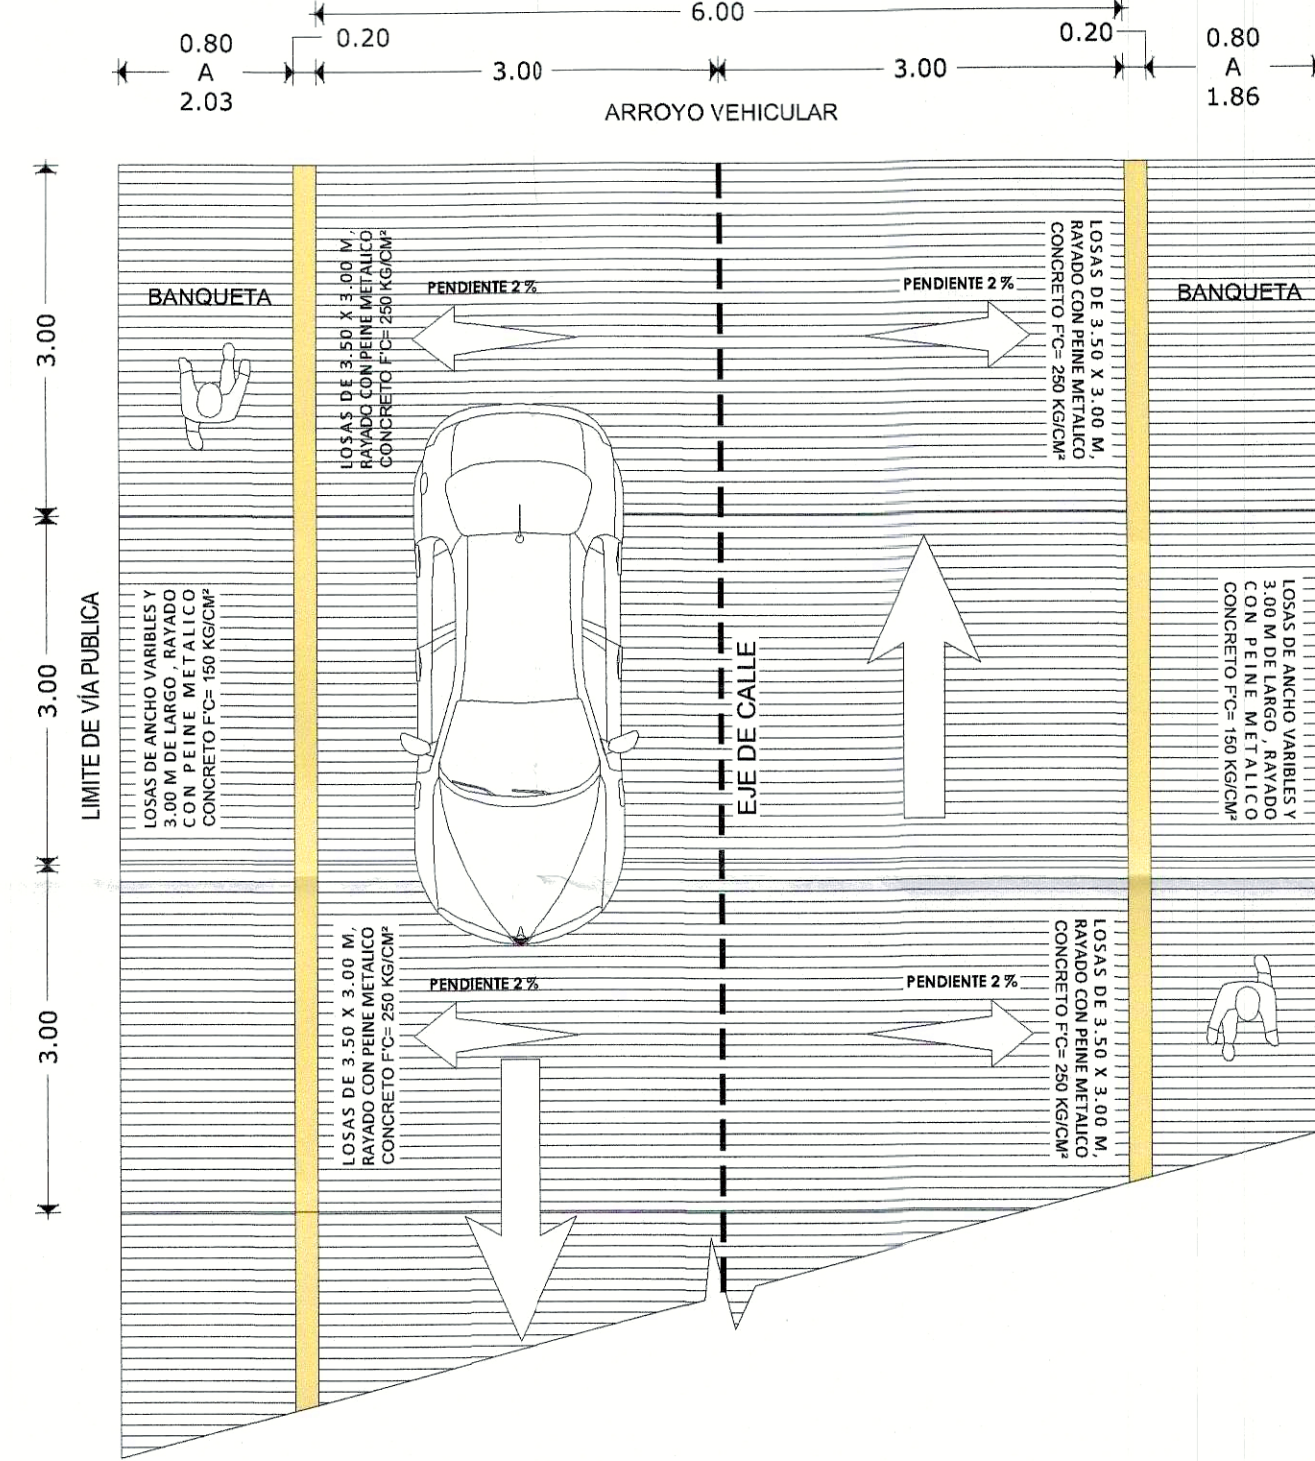 6.00
0.80
A
2.03
0.20
3.00
3.00
0.20
0.80
A
1.86
ARROYO VEHICULAR
BANQUETA
LOSAS DE 3.50 X 3.00 M,
RAYADO CON PEINE METALICO
CONCRETO F'C= 250 KG/CM²
PENDIENTE 2 %
PENDIENTE 2 %
LOSAS DE 3.50 X 3.00 M,
RAYADO CON PEINE METALICO
CONCRETO F'C= 250 KG/CM²
BANQUETA
3.00
3.00
LIMITE DE VÍA PUBLICA
LOSAS DE ANCHO VARIBLES Y
3.00 M DE LARGO , RAYADO
CON PEINE METALICO
CONCRETO F'C= 150 KG/CM²
EJE DE CALLE
LOSAS DE ANCHO VARIBLES Y
3.00 M DE LARGO , RAYADO
CON PEINE METALICO
CONCRETO F'C= 150 KG/CM²
3.00
LOSAS DE 3.50 X 3.00 M,
RAYADO CON PEINE METALICO
CONCRETO F'C= 250 KG/CM²
PENDIENTE 2 %
PENDIENTE 2 %
LOSAS DE 3.50 X 3.00 M,
RAYADO CON PEINE METALICO
CONCRETO F'C= 250 KG/CM²